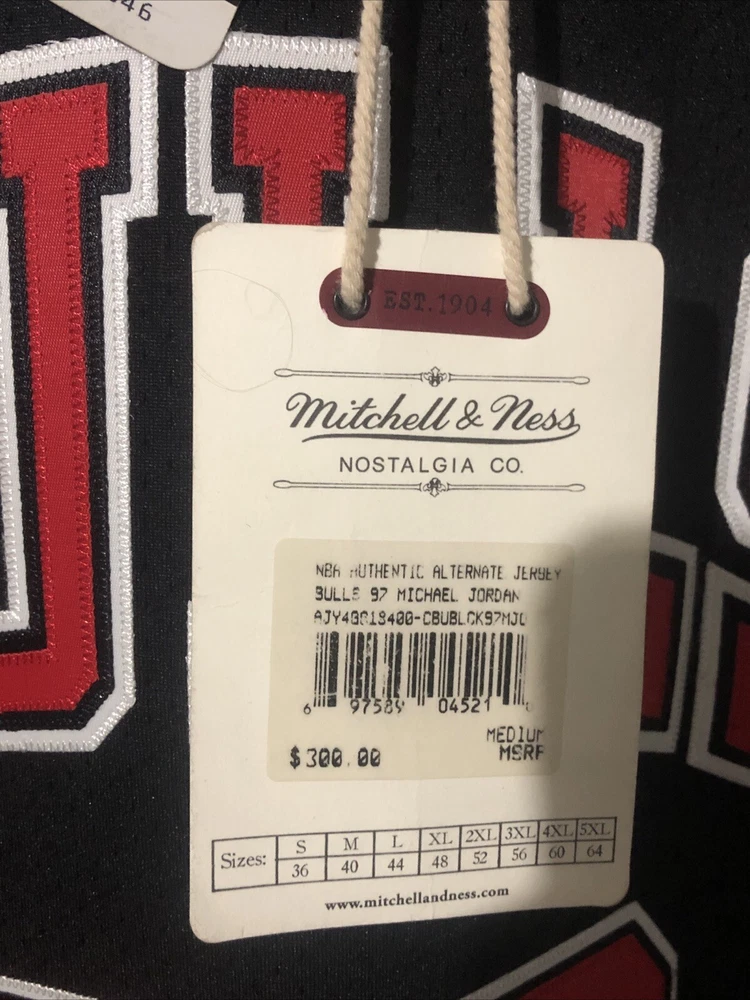 46
EST.1904
Mitchell & Ness
NOSTALGIA CO.
NBA AUTHENTIC ALTERNATE JERSEY
BULLS 97 MICHAEL JORDAN
6 97589 04521
MEDIUM
$300.00 MSRP
Sizes: S M L XL 2XL 3XL 4XL 5XL
36 40 44 48 52 56 60 64
www.mitchellandness.com